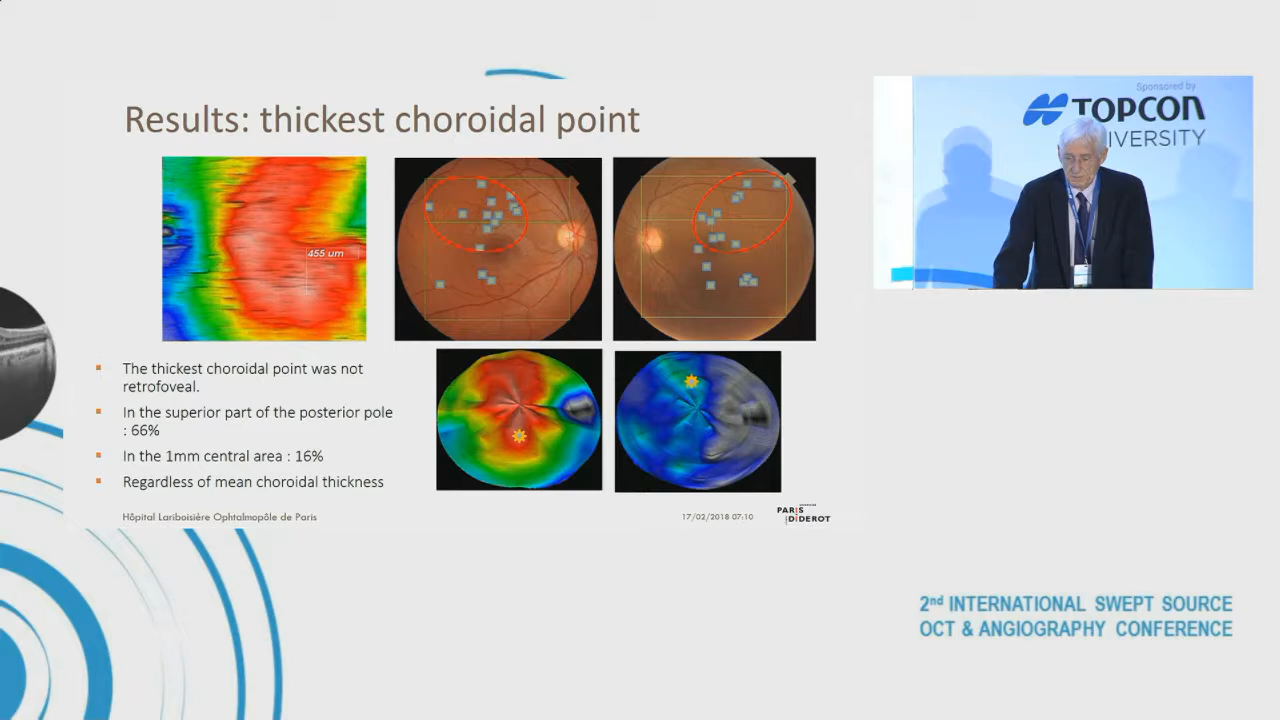 Results: thickest choroidal point
455 um
The thickest choroidal point was not
retrofoveal.
In the superior part of the posterior pole
: 66%
In the 1mm central area : 16%
Regardless of mean choroidal thickness
Hôpital Lariboisière Ophtalmopôle de Paris
17/02/2018 07:10
PARIS
DIDEROT
Sponsored by
TOPCON
IVERSITY
2nd INTERNATIONAL SWEPT SOURCE
OCT & ANGIOGRAPHY CONFERENCE